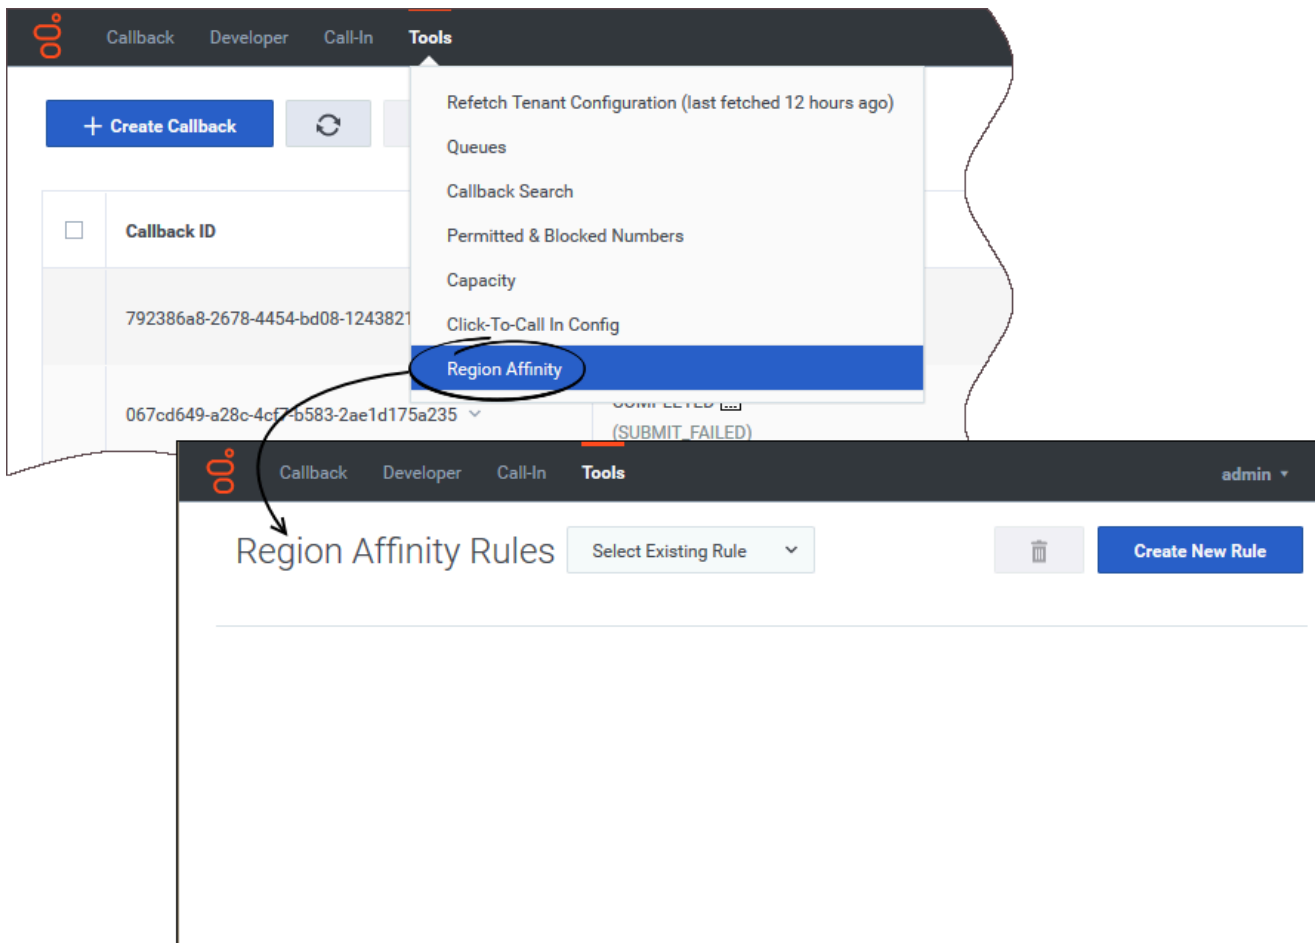 Callback Developer Call-In Tools
Refetch Tenant Configuration (last fetched 12 hours ago)
+ Create Callback
Queues
Callback Search
Callback ID
Permitted & Blocked Numbers
Capacity
792386a8-2678-4454-bd08-1243821
Click-To-Call In Config
Region Affinity
067cd649-a28c-4cf7-b583-2ae1d175a235
COMPLETED
(SUBMIT_FAILED)
Callback Developer Call-In Tools admin
Region Affinity Rules Select Existing Rule Create New Rule